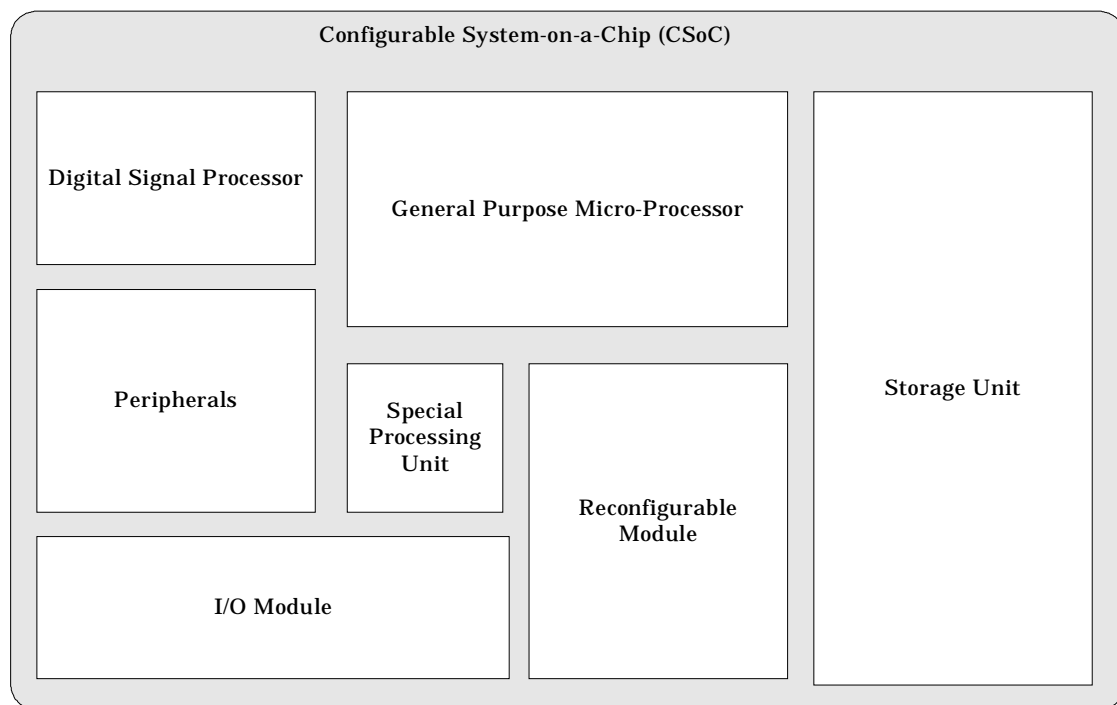 Configurable System-on-a-Chip (CSoC)
Digital Signal Processor
General Purpose Micro-Processor
Storage Unit
Peripherals
Special
Processing
Unit
Reconfigurable
Module
I/O Module